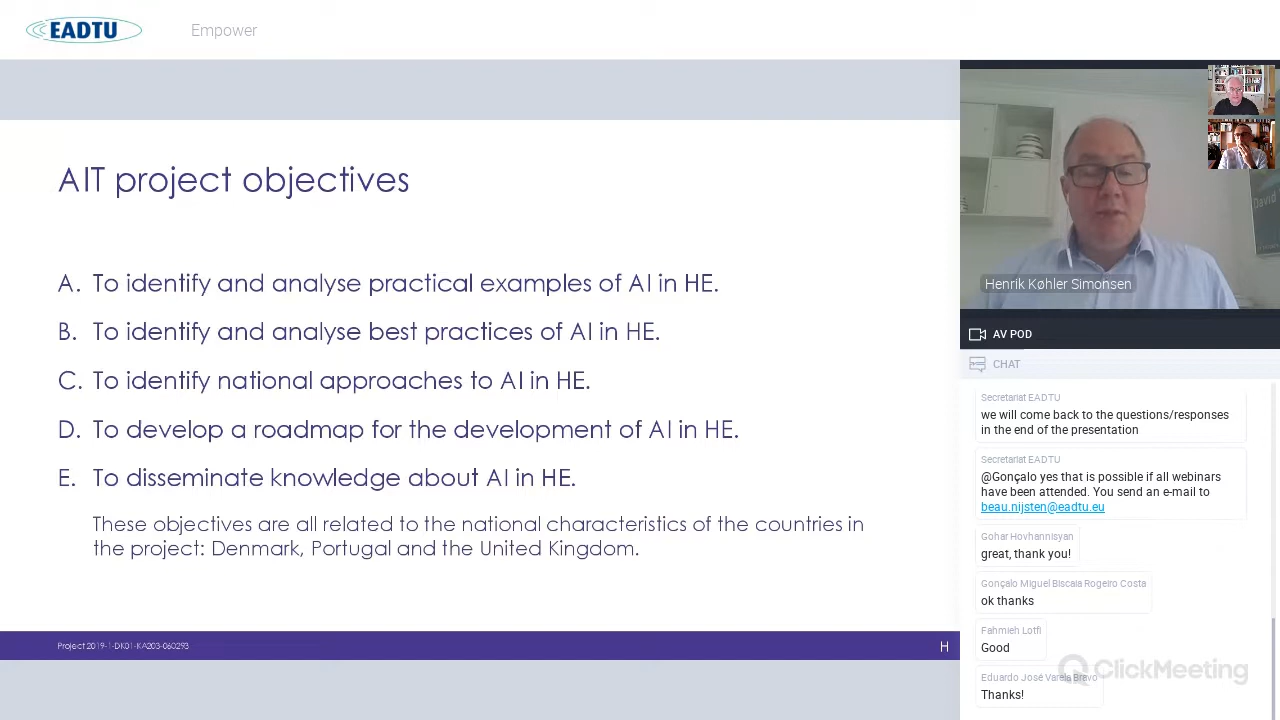 EADTU
Empower
AIT project objectives
A. To identify and analyse practical examples of AI in HE.
B. To identify and analyse best practices of AI in HE.
C. To identify national approaches to AI in HE.
D. To develop a roadmap for the development of AI in HE.
E. To disseminate knowledge about AI in HE.
These objectives are all related to the national characteristics of the countries in
the project: Denmark, Portugal and the United Kingdom.
Project 2019-1-DK01-KA203-060293
H
David
Henrik Køhler Simonsen
AV POD
CHAT
Secretariat EADTU
we will come back to the questions/responses
in the end of the presentation
Secretariat EADTU
@Gonçalo yes that is possible if all webinars
have been attended. You send an e-mail to
beau.nijsten@eadtu.eu
Gohar Hovhannisyan
great, thank you!
Gonçalo Miguel Biscaia Rogeiro Costa
ok thanks
Fahmieh Lotfi
Good
Eduardo José Varela Bravo
Thanks!
ClickMeeting